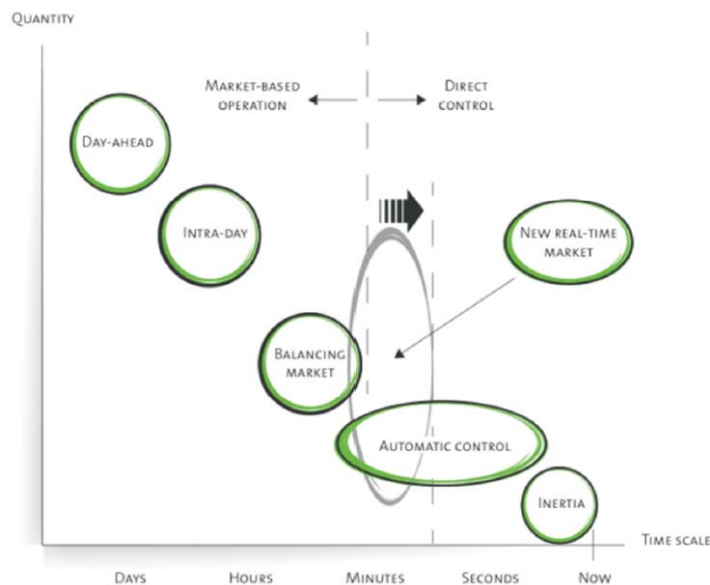 QUANTITY
MARKET-BASED
OPERATION
DIRECT
CONTROL
DAY-AHEAD
INTRA-DAY
NEW REAL-TIME
MARKET
BALANCING
MARKET
AUTOMATIC CONTROL
INERTIA
TIME SCALE
DAYS
HOURS
MINUTES
SECONDS
NOW